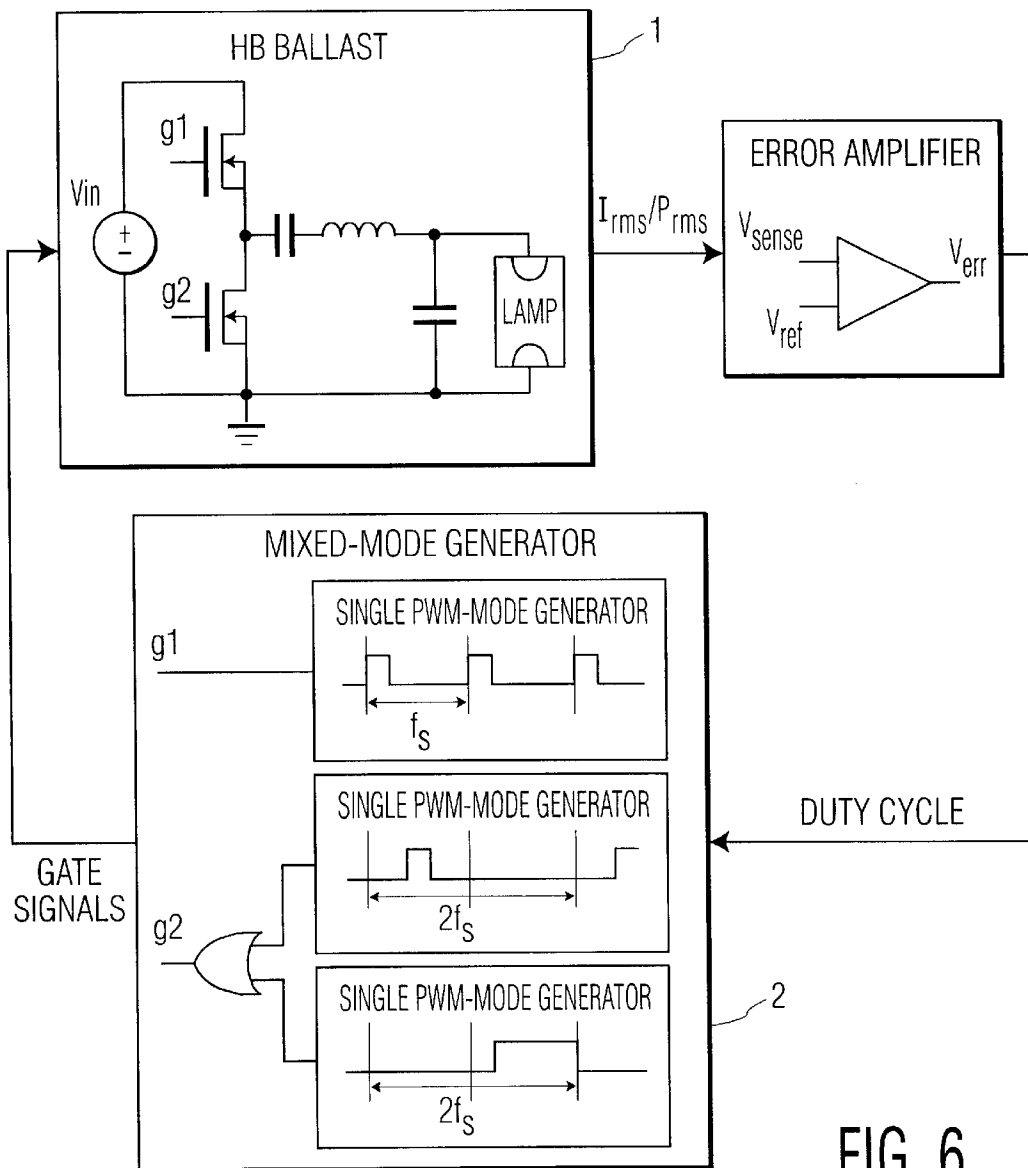 HB BALLAST
1
g1
Vin
+
-
g2
LAMP
Irms/Prms
ERROR AMPLIFIER
Vsense
Vref
Verr
MIXED-MODE GENERATOR
SINGLE PWM-MODE GENERATOR
g1
fs
SINGLE PWM-MODE GENERATOR
2fs
g2
SINGLE PWM-MODE GENERATOR
2fs
2
GATE
SIGNALS
DUTY CYCLE
FIG. 6